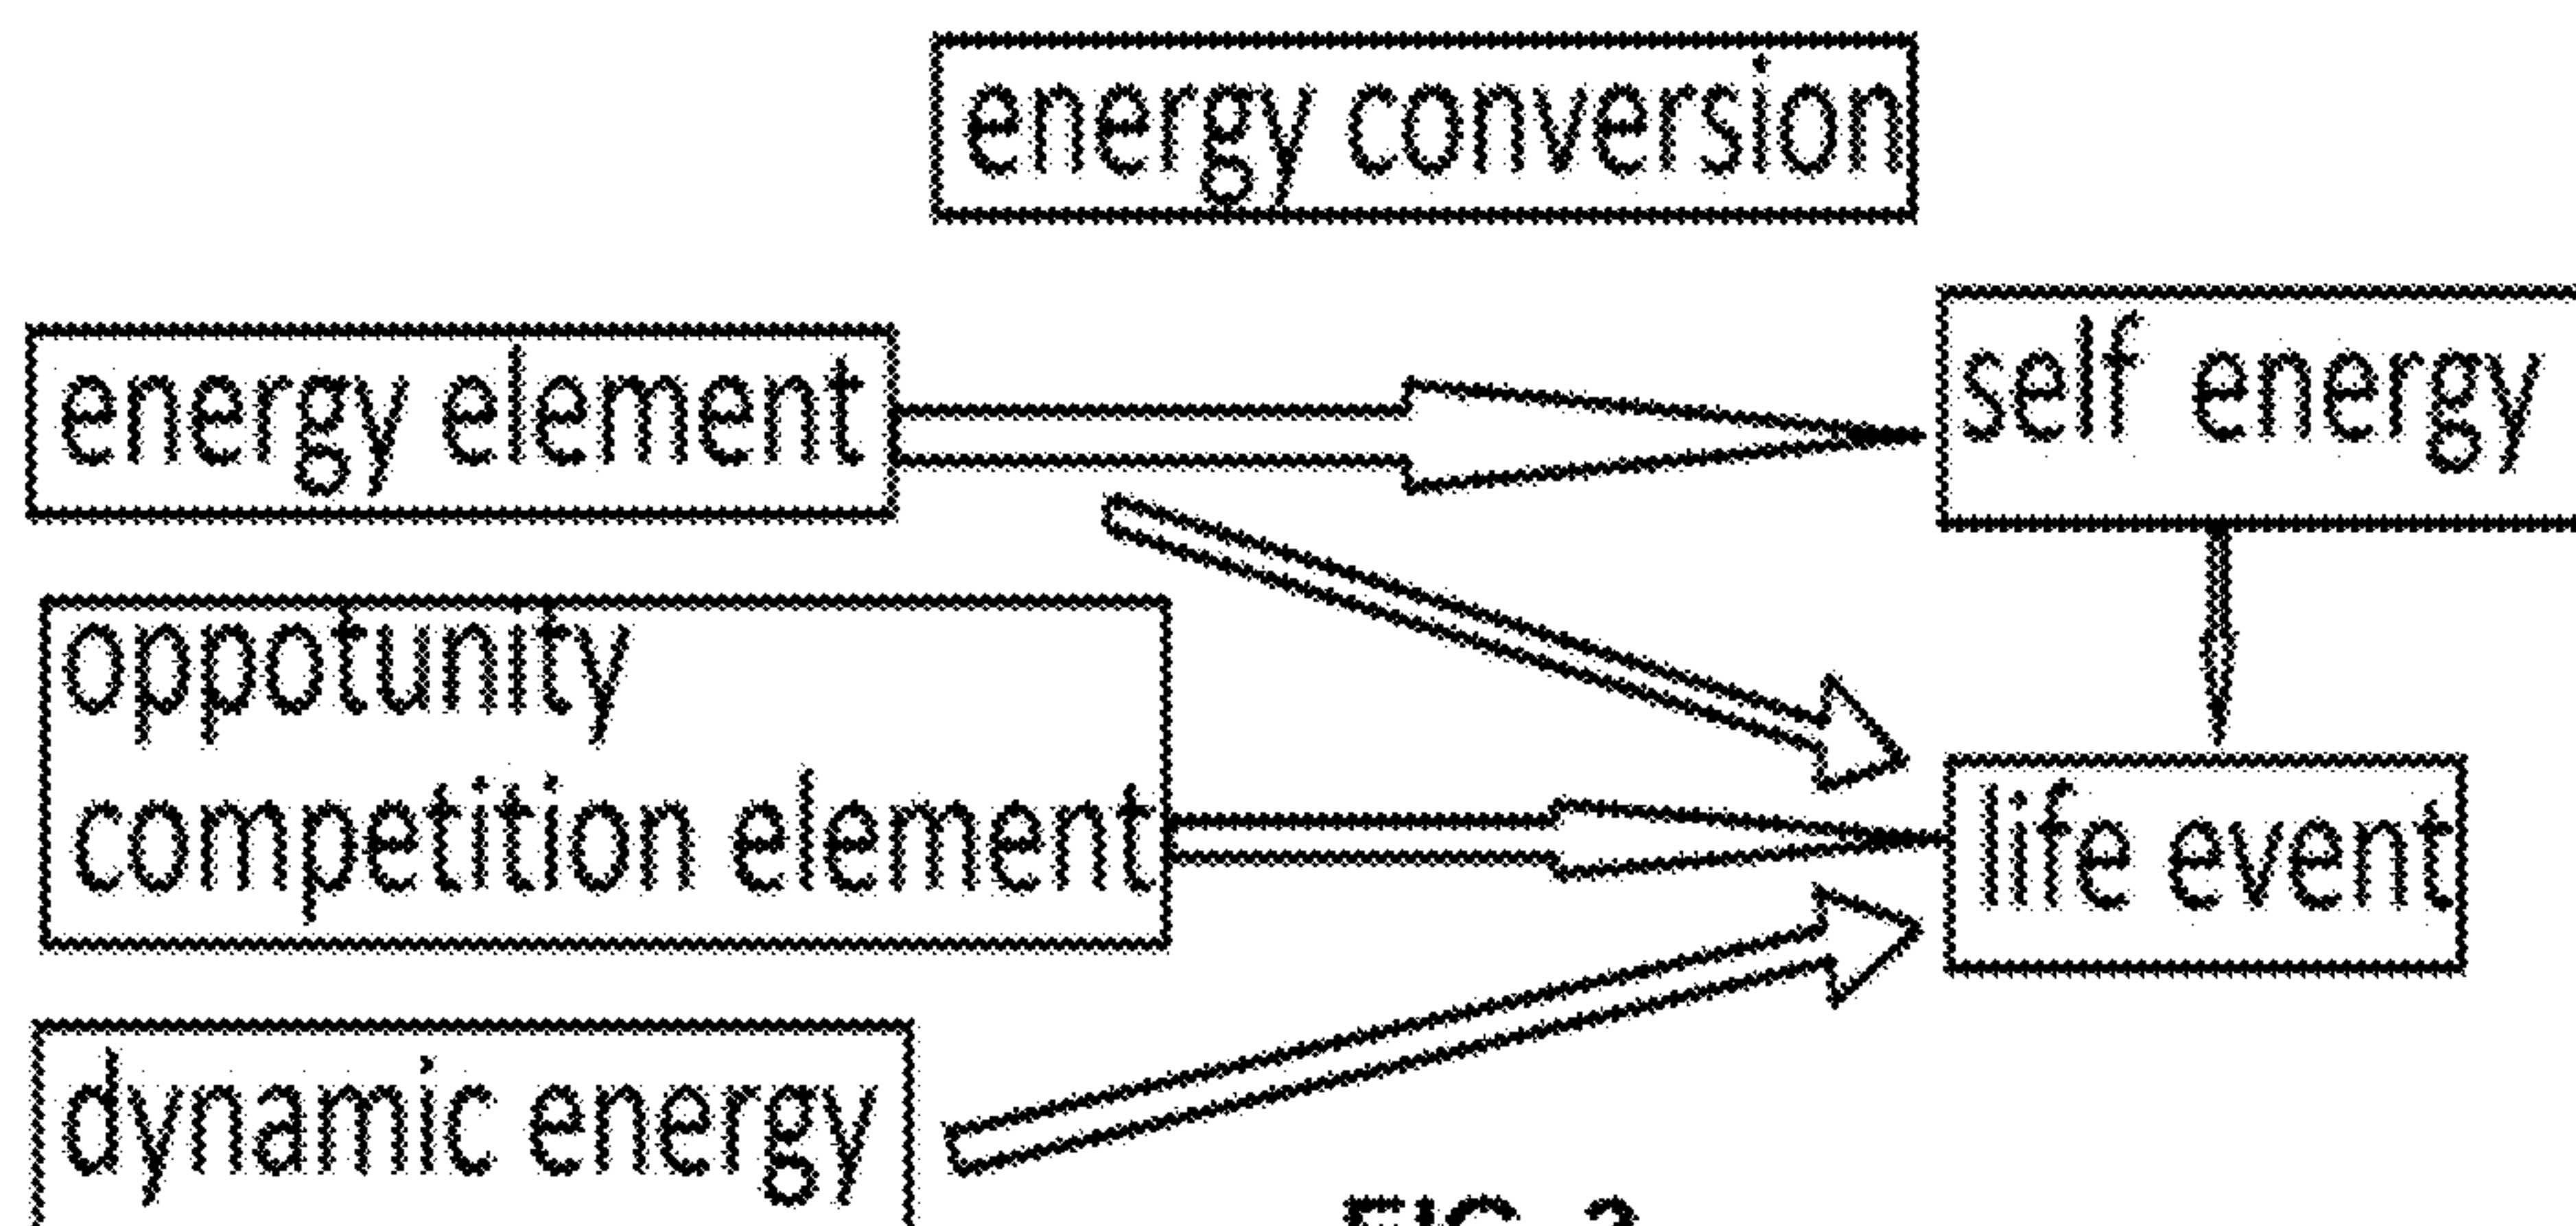 energy conversion
energy element
self energy
oppotunity
competition element
life event
dynamic energy